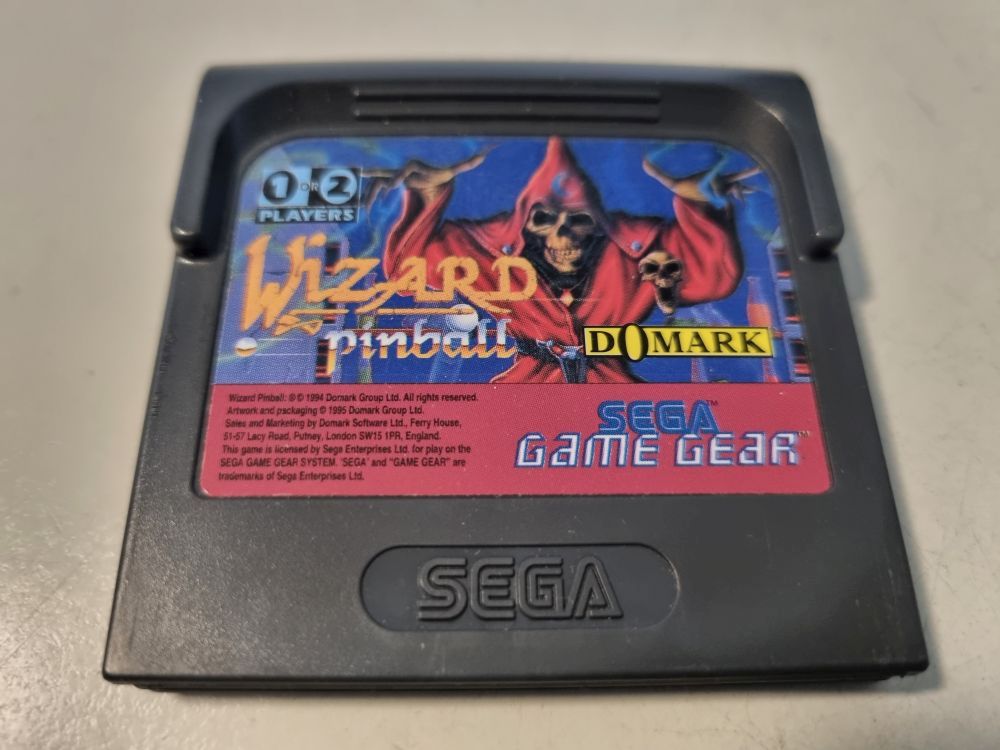 1 OR 2
PLAYERS
Wizard
pinball
DOMARK
Wizard Pinball: ® © 1994 Domark Group Ltd. All rights reserved.
Artwork and packaging © 1995 Domark Group Ltd.
Sales and Marketing by Domark Software Ltd., Ferry House,
51-57 Lacy Road, Putney, London SW15 1PR, England.
This game is licensed by Sega Enterprises Ltd. for play on the
SEGA GAME GEAR SYSTEM. 'SEGA' and "GAME GEAR" are
trademarks of Sega Enterprises Ltd.
SEGA™
GAME GEAR™
SEGA